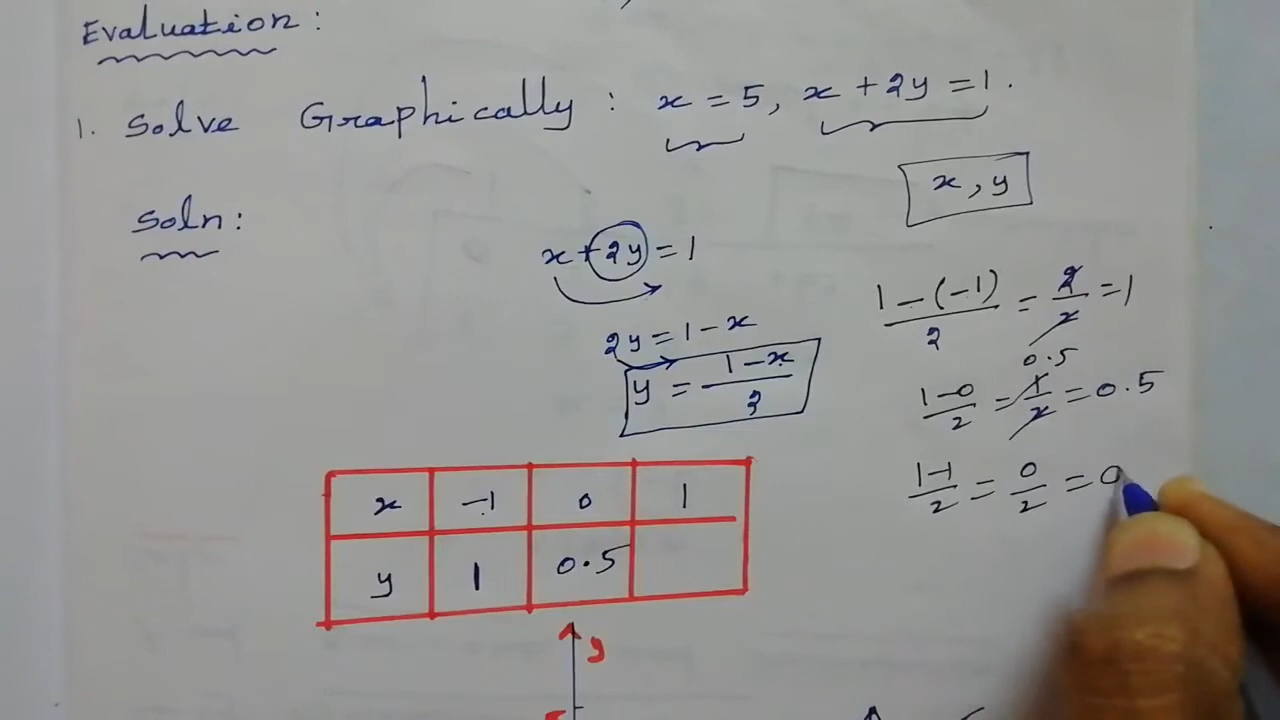 Evaluation :
1. Solve Graphically : x = 5, x + 2y = 1.
x, y
Soln :
x + 2y = 1
2y = 1 - x
y = (1 - x)/2
(1 - (-1))/2 = 2/2 = 1
0.5
(1 - 0)/2 = 1/2 = 0.5
(1 - 1)/2 = 0/2 = 0
x -1 0 1
y 1 0.5
y